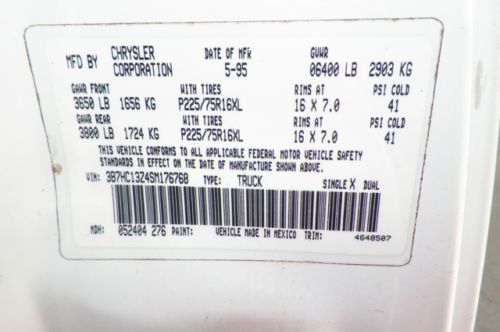 MFD BY CHRYSLER CORPORATION DATE OF MFR 5-95 GVWR 06400 LB 2903 KG
GAWR FRONT WITH TIRES RIMS AT PSI COLD
3650 LB 1656 KG P225/75R16XL 16 X 7.0 41
GAWR REAR WITH TIRES RIMS AT PSI COLD
3800 LB 1724 KG P225/75R16XL 16 X 7.0 41
THIS VEHICLE CONFORMS TO ALL APPLICABLE FEDERAL MOTOR VEHICLE SAFETY
STANDARDS IN EFFECT ON THE DATE OF MANUFACTURE SHOWN ABOVE.
VIN: 3B7HC13Z4SM176768 TYPE: TRUCK SINGLE X DUAL
MDH: 052404 276 PAINT: VEHICLE MADE IN MEXICO TRIM: 4648507